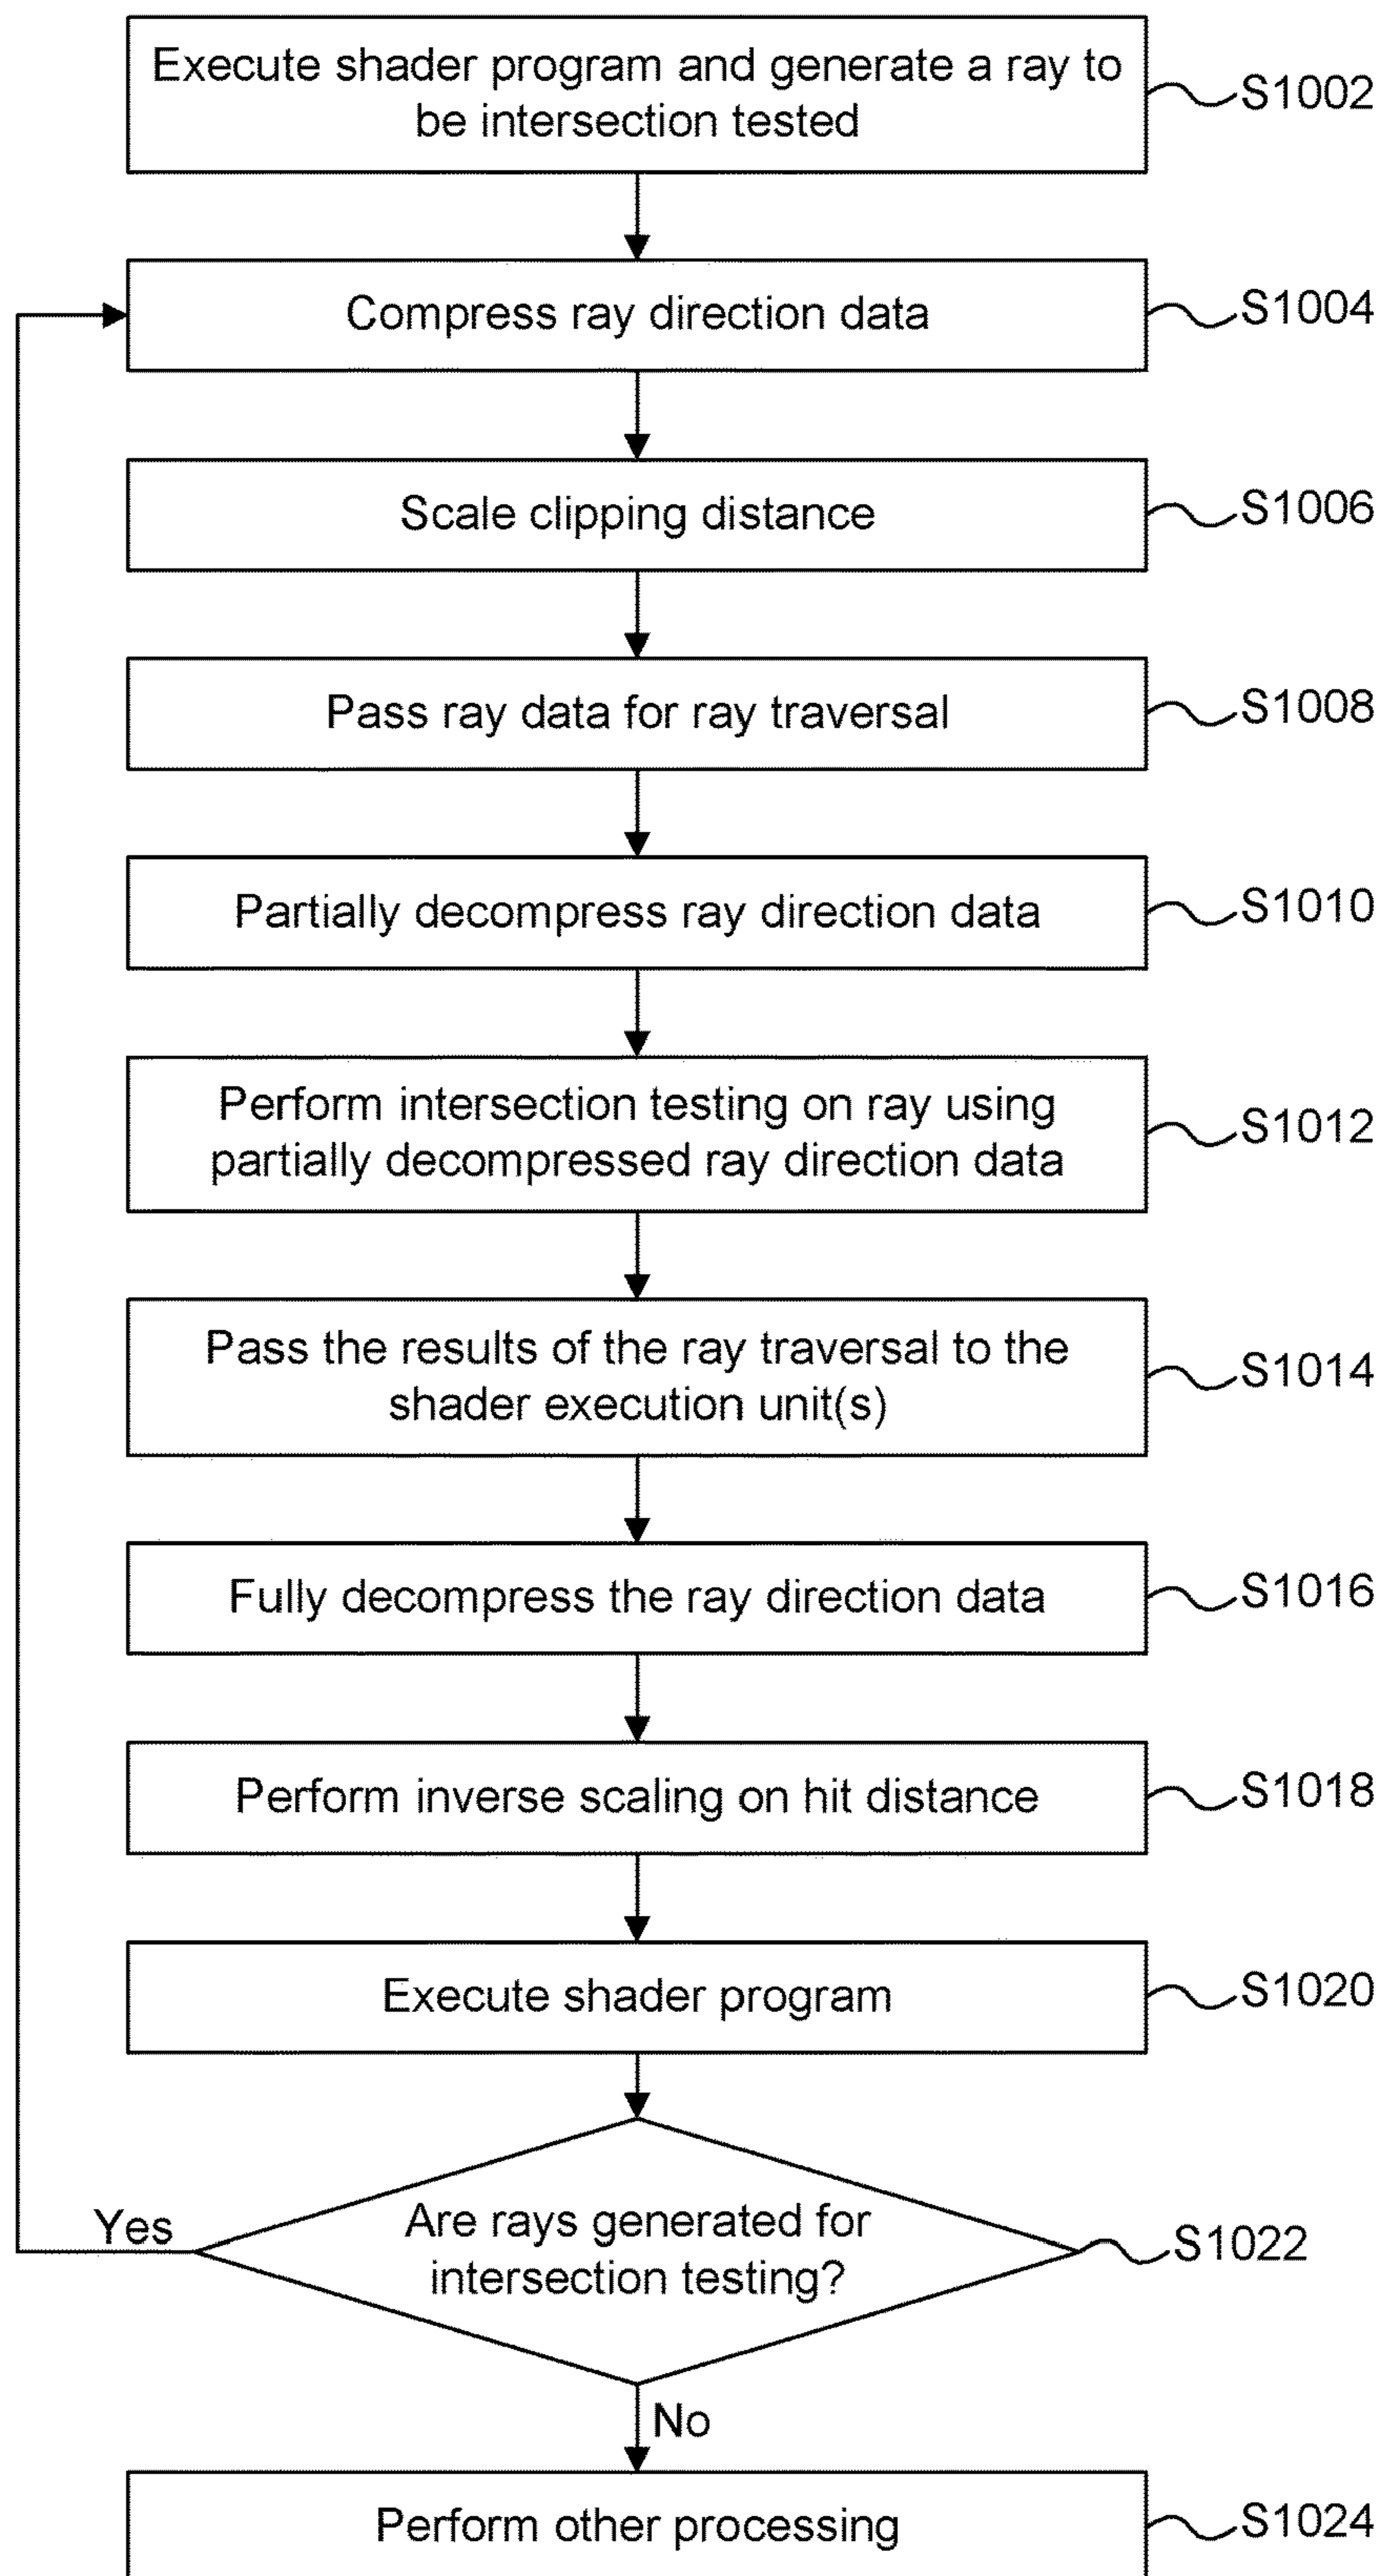 Execute shader program and generate a ray to
be intersection tested
S1002
Compress ray direction data
S1004
Scale clipping distance
S1006
Pass ray data for ray traversal
S1008
Partially decompress ray direction data
S1010
Perform intersection testing on ray using
partially decompressed ray direction data
S1012
Pass the results of the ray traversal to the
shader execution unit(s)
S1014
Fully decompress the ray direction data
S1016
Perform inverse scaling on hit distance
S1018
Execute shader program
S1020
Yes
Are rays generated for
intersection testing?
S1022
No
Perform other processing
S1024